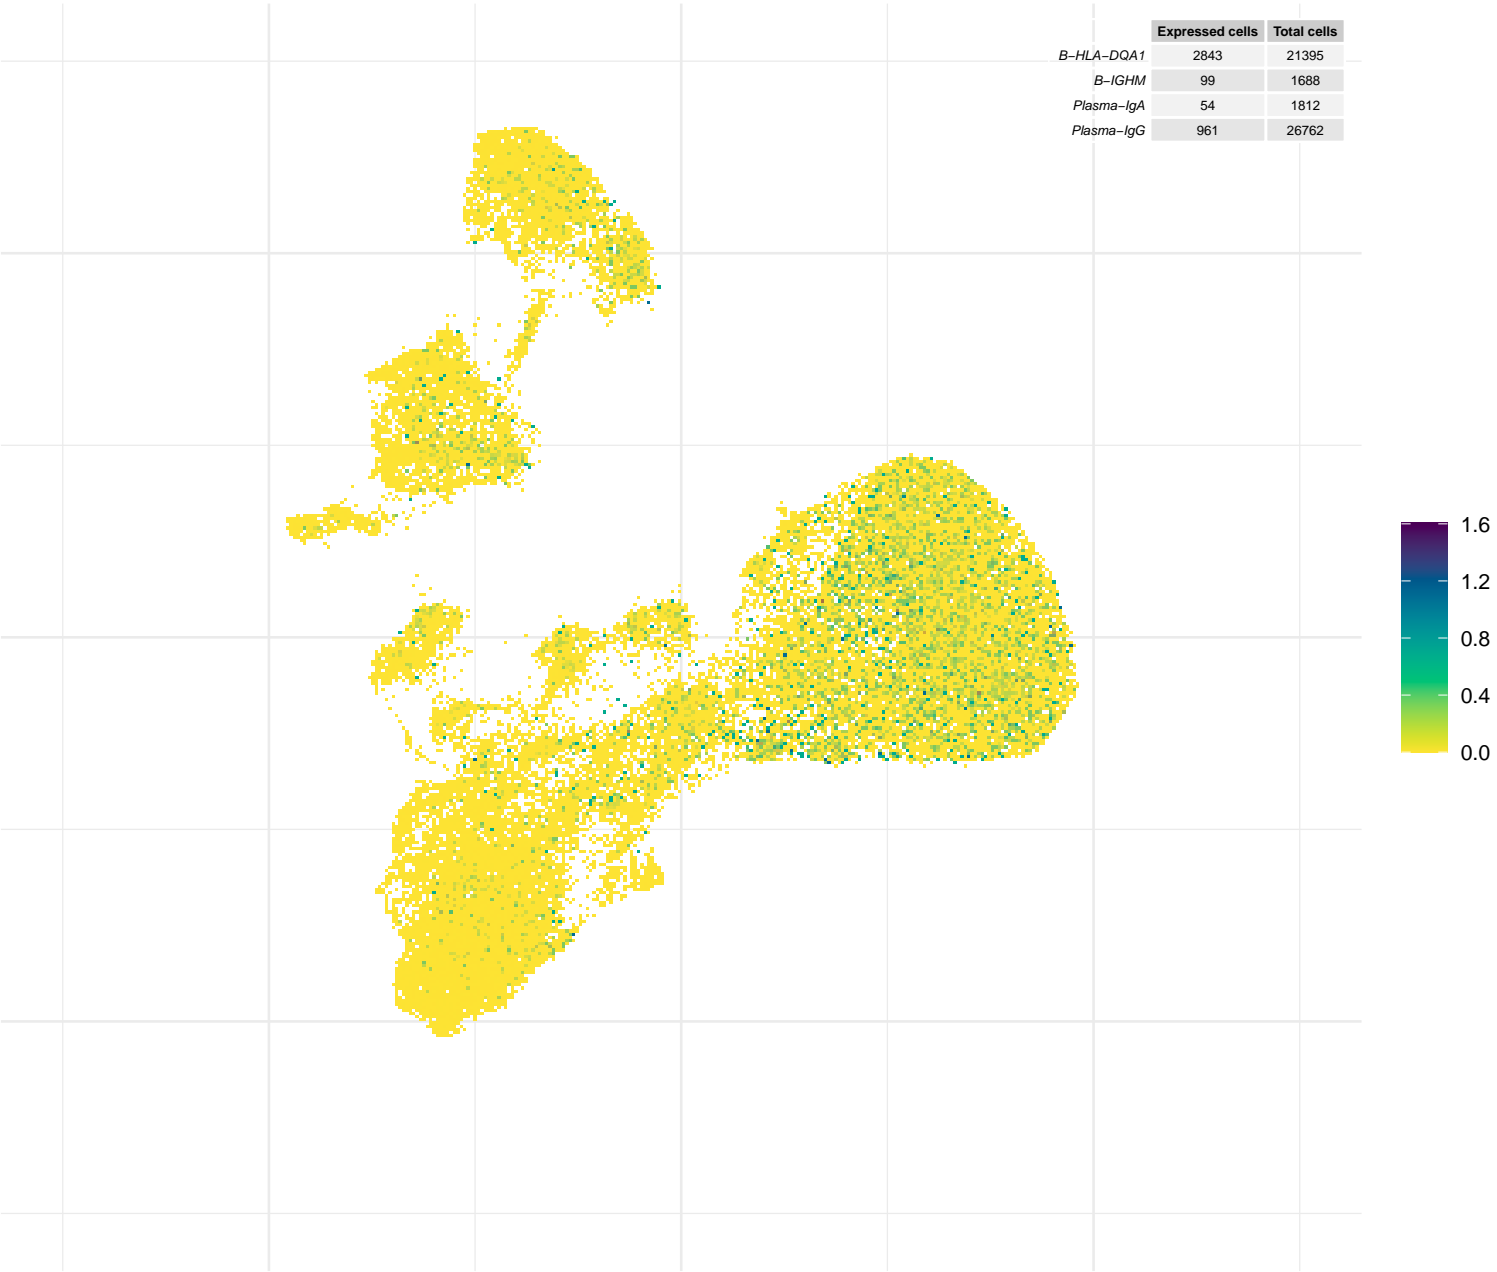 Expressed cells Total cells
B−HLA−DQA1 2843 21395
B−IGHM 99 1688
Plasma−IgA 54 1812
Plasma−IgG 961 26762
1.6
1.2
0.8
0.4
0.0